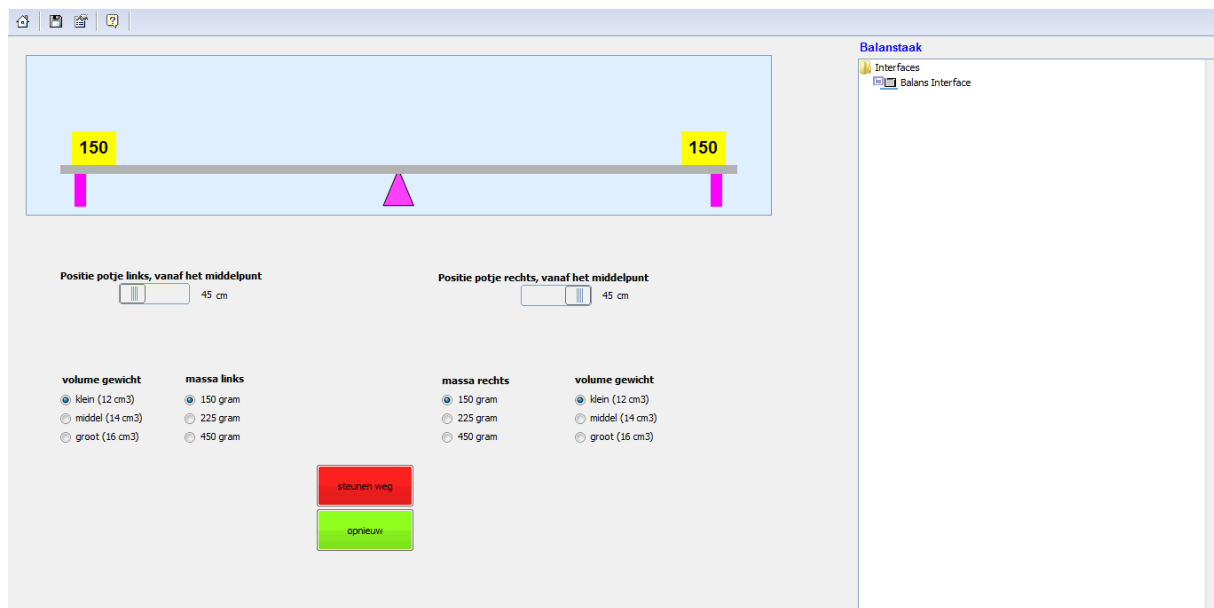 Balanstaak
Interfaces
Balans Interface
150
150
Positie potje links, vanaf het middelpunt
45 cm
Positie potje rechts, vanaf het middelpunt
45 cm
volume gewicht
klein (12 cm3)
middel (14 cm3)
groot (16 cm3)
massa links
150 gram
225 gram
450 gram
massa rechts
150 gram
225 gram
450 gram
volume gewicht
klein (12 cm3)
middel (14 cm3)
groot (16 cm3)
steunen weg
opnieuw